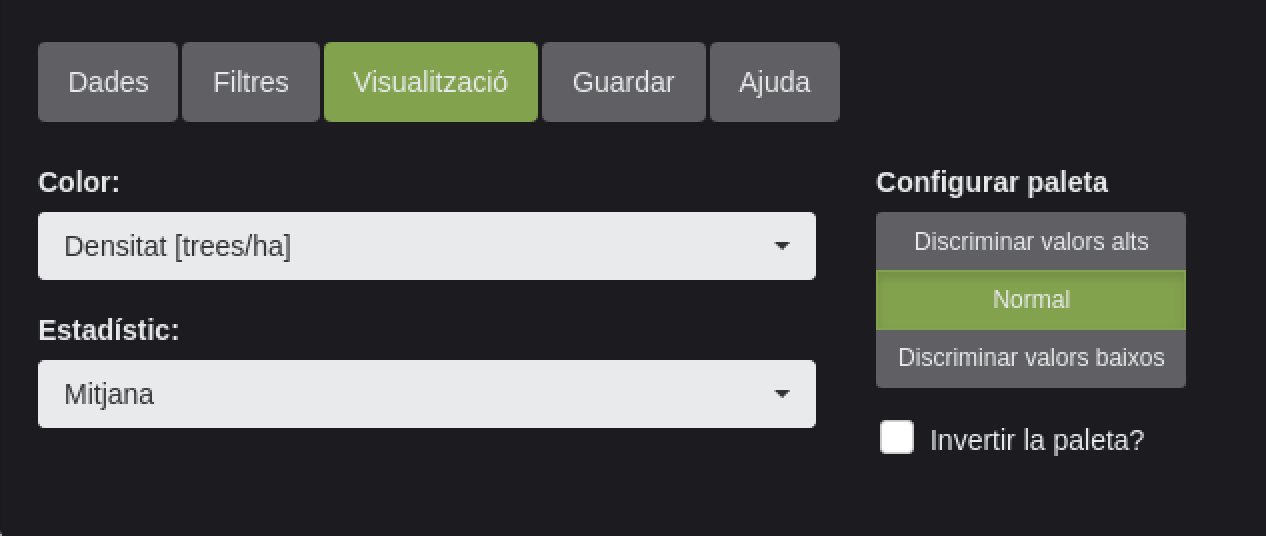 Dades
Filtres
Visualització
Guardar
Ajuda
Color:
Densitat [trees/ha]
Estadístic:
Mitjana
Configurar paleta
Discriminar valors alts
Normal
Discriminar valors baixos
Invertir la paleta?